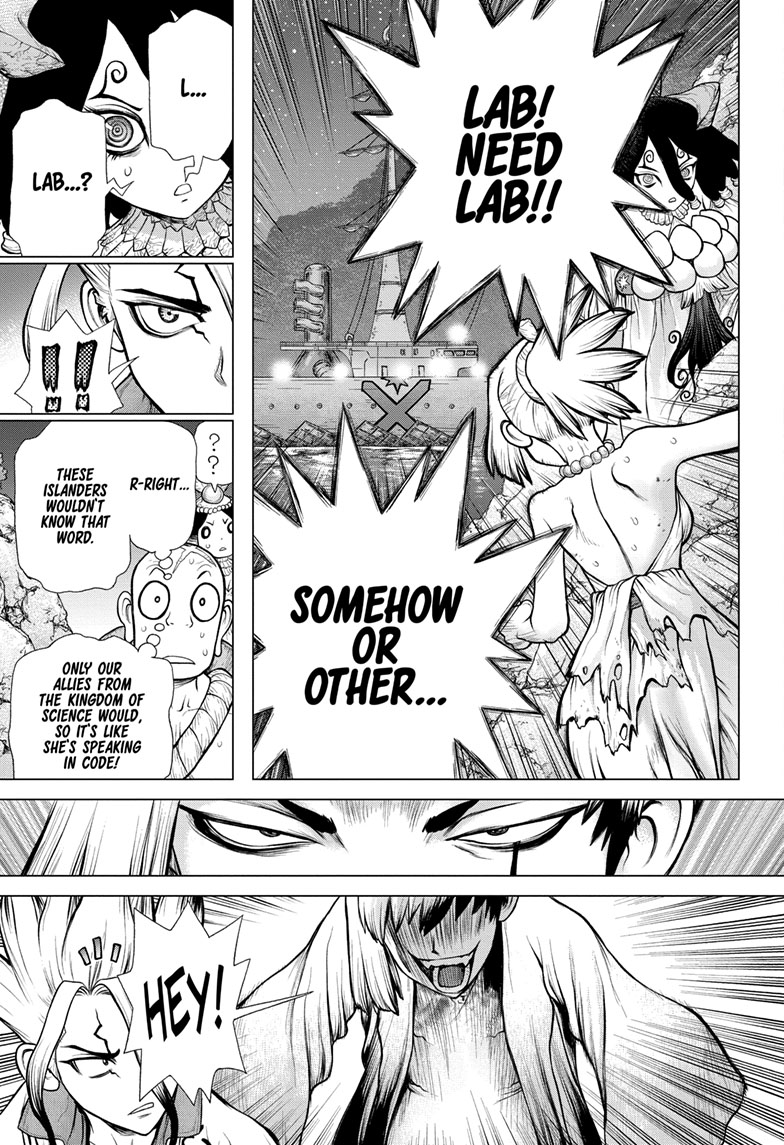 LAB!
NEED
LAB!!
SOMEHOW
OR
OTHER...
L...
LAB...?
!!
??
R-RIGHT...
THESE
ISLANDERS
WOULDN'T
KNOW THAT
WORD.
ONLY OUR
ALLIES FROM
THE KINGDOM OF
SCIENCE WOULD,
SO IT'S LIKE
SHE'S SPEAKING
IN CODE!
HEY!